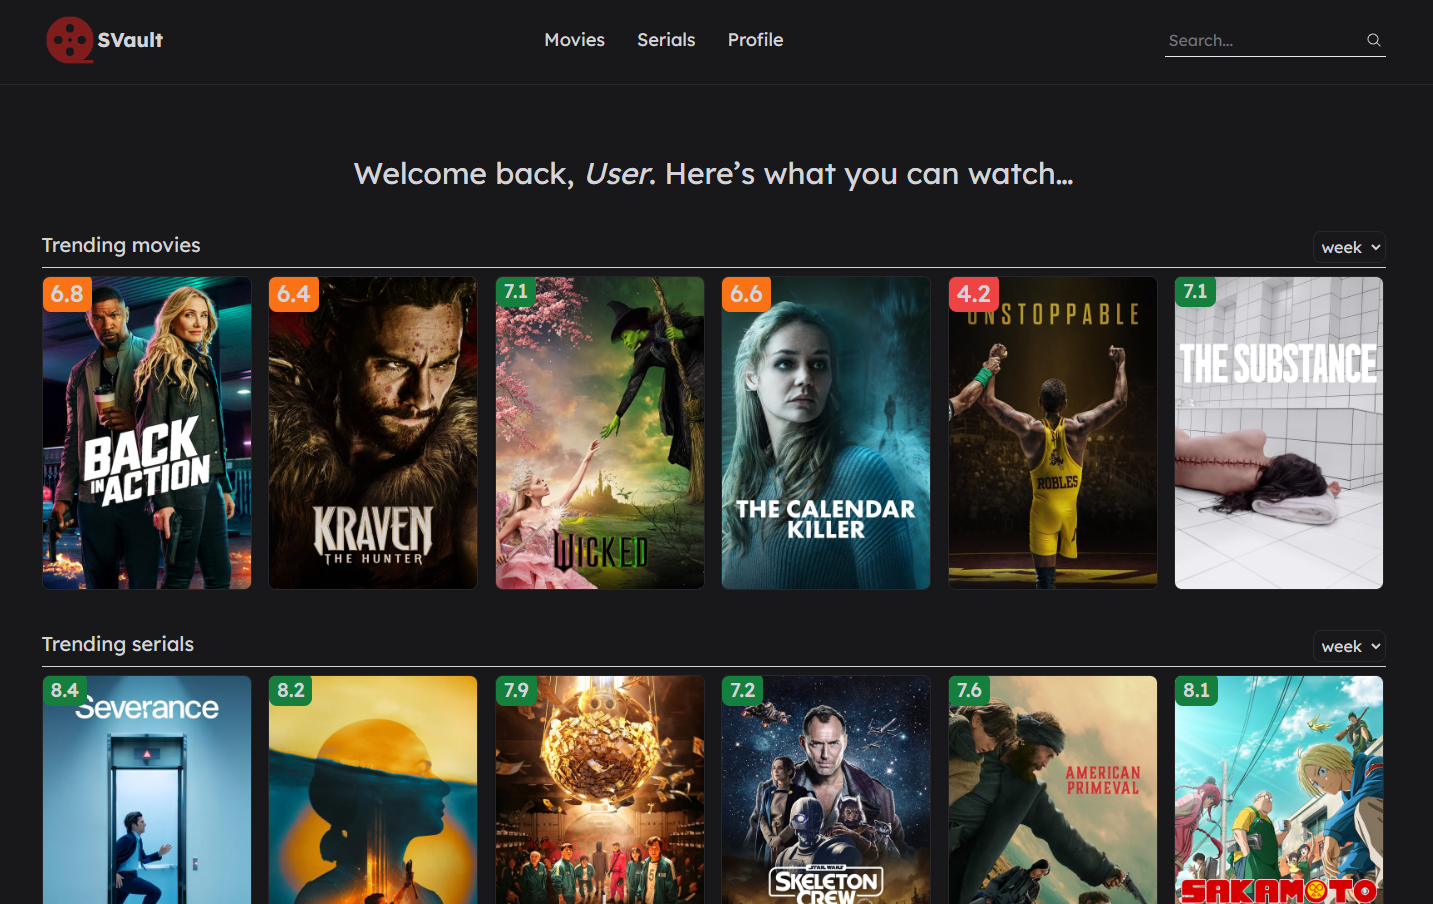 SVault
Movies Serials Profile
Search...
Welcome back, User. Here’s what you can watch...
Trending movies
week
6.8
6.4
7.1
6.6
4.2
7.1
BACK
IN ACTION
KRAVEN
THE HUNTER
WICKED
THE CALENDAR
KILLER
UNSTOPPABLE
ROBLES
THE SUBSTANCE
Trending serials
week
8.4
8.2
7.9
7.2
7.6
8.1
Severance
STAR WARS
SKELETON
CREW
AMERICAN
PRIMEVAL
SAKAMOTO